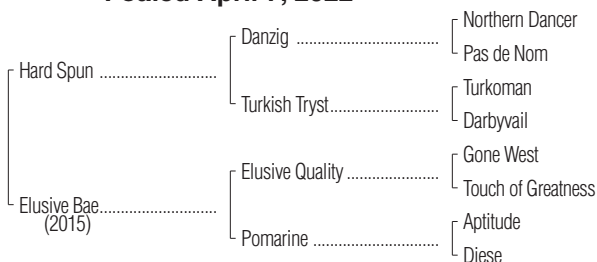 Foaled April 2022
Northern Dancer
Danzig
Pas de Nom
Hard Spun
Turkoman
Turkish Tryst
Darbyvail
Gone West
Elusive Quality
Touch of Greatness
Elusive Bae
(2015)
Aptitude
Pomarine
Diese